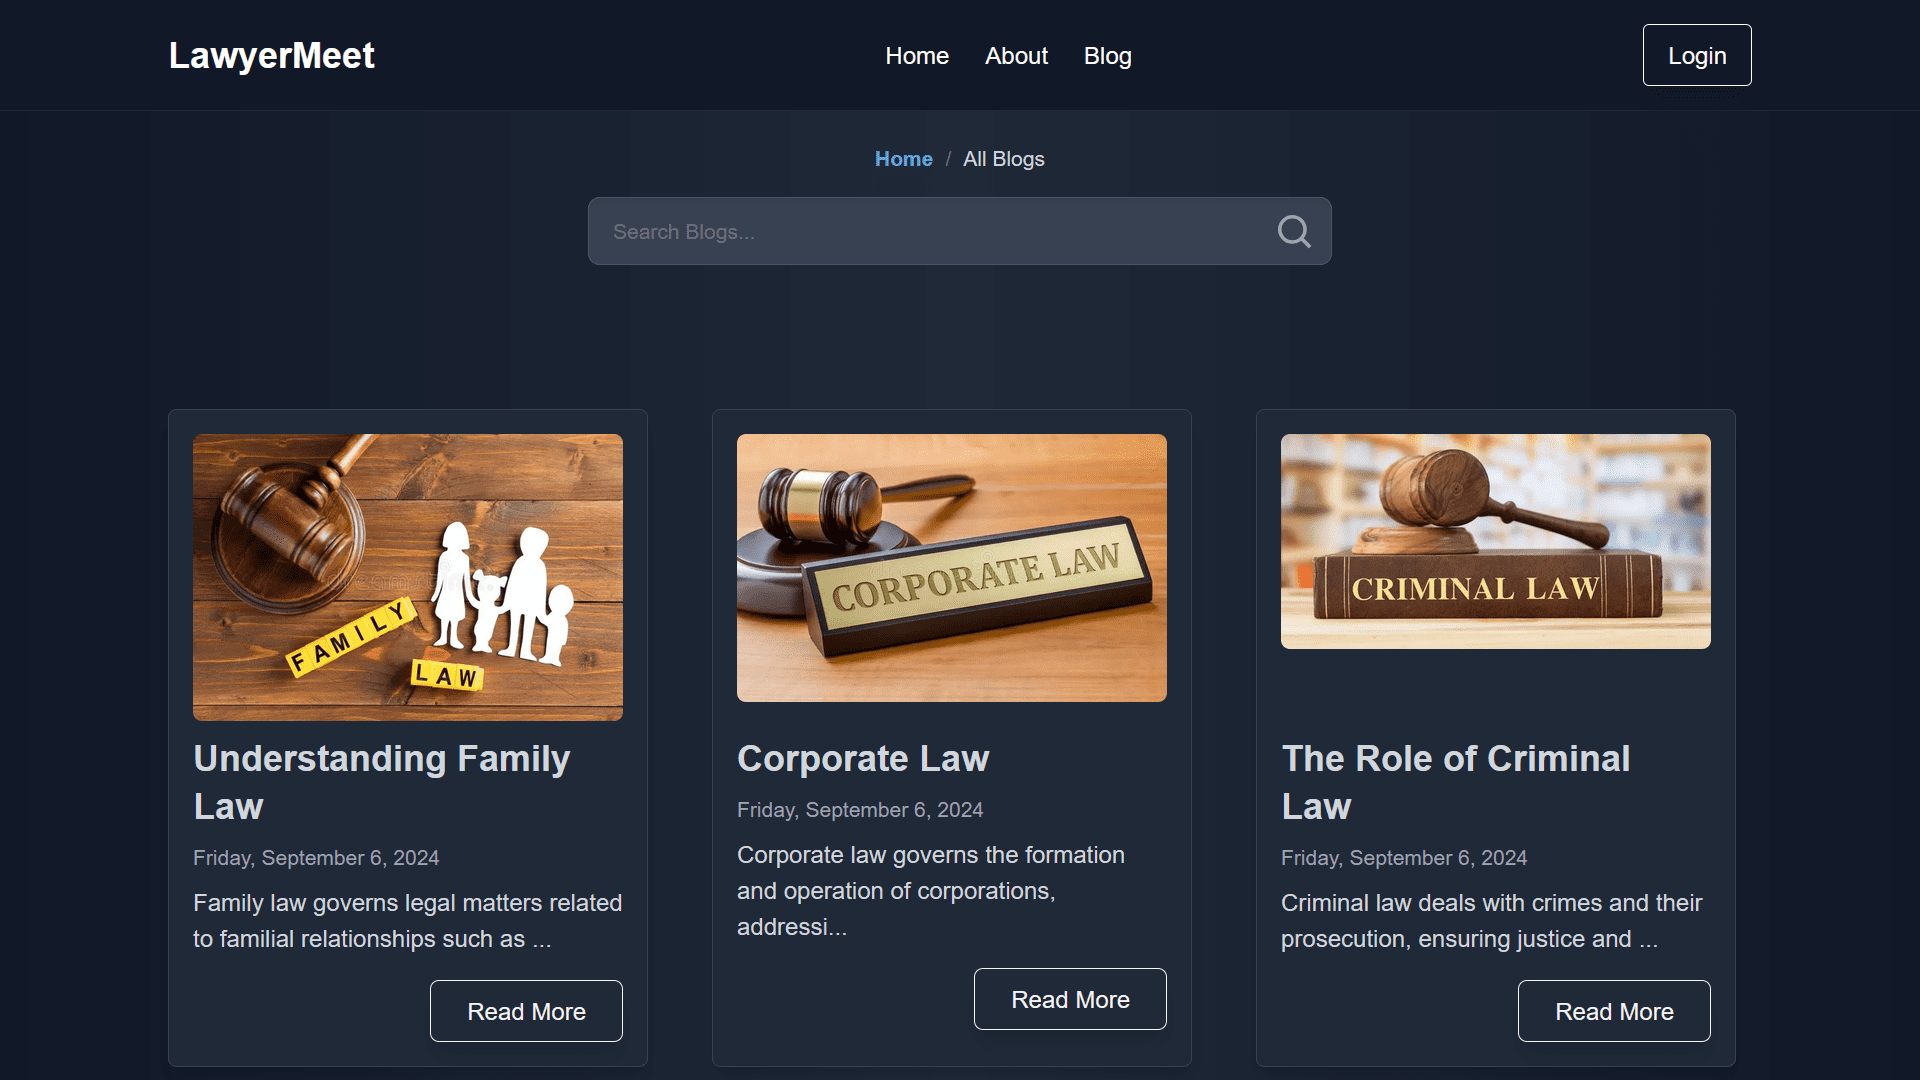 LawyerMeet
Home
About
Blog
Login
Home / All Blogs
Search Blogs...
FAMILY
LAW
Understanding Family
Law
Friday, September 6, 2024
Family law governs legal matters related
to familial relationships such as ...
Read More
CORPORATE LAW
Corporate Law
Friday, September 6, 2024
Corporate law governs the formation
and operation of corporations,
addressi...
Read More
CRIMINAL LAW
The Role of Criminal
Law
Friday, September 6, 2024
Criminal law deals with crimes and their
prosecution, ensuring justice and ...
Read More